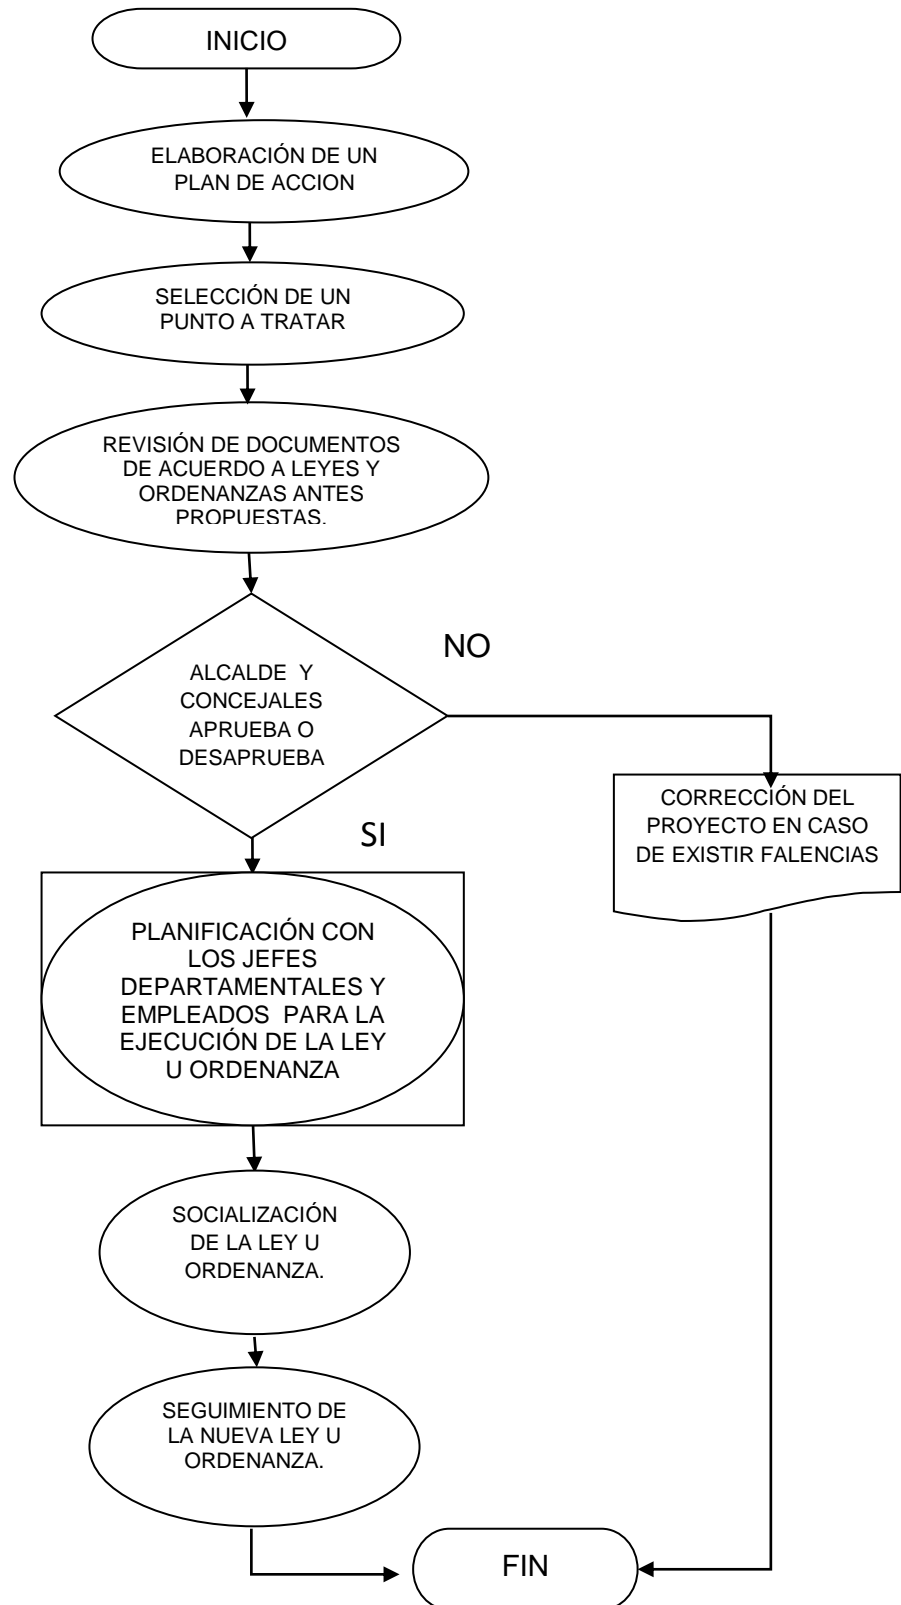 INICIO
ELABORACIÓN DE UN
PLAN DE ACCION
SELECCIÓN DE UN
PUNTO A TRATAR
REVISIÓN DE DOCUMENTOS
DE ACUERDO A LEYES Y
ORDENANZAS ANTES
PROPUESTAS.
NO
ALCALDE Y
CONCEJALES
APRUEBA O
DESAPRUEBA
CORRECCIÓN DEL
PROYECTO EN CASO
DE EXISTIR FALENCIAS
SI
PLANIFICACIÓN CON
LOS JEFES
DEPARTAMENTALES Y
EMPLEADOS PARA LA
EJECUCIÓN DE LA LEY
U ORDENANZA
SOCIALIZACIÓN
DE LA LEY U
ORDENANZA.
SEGUIMIENTO DE
LA NUEVA LEY U
ORDENANZA.
FIN